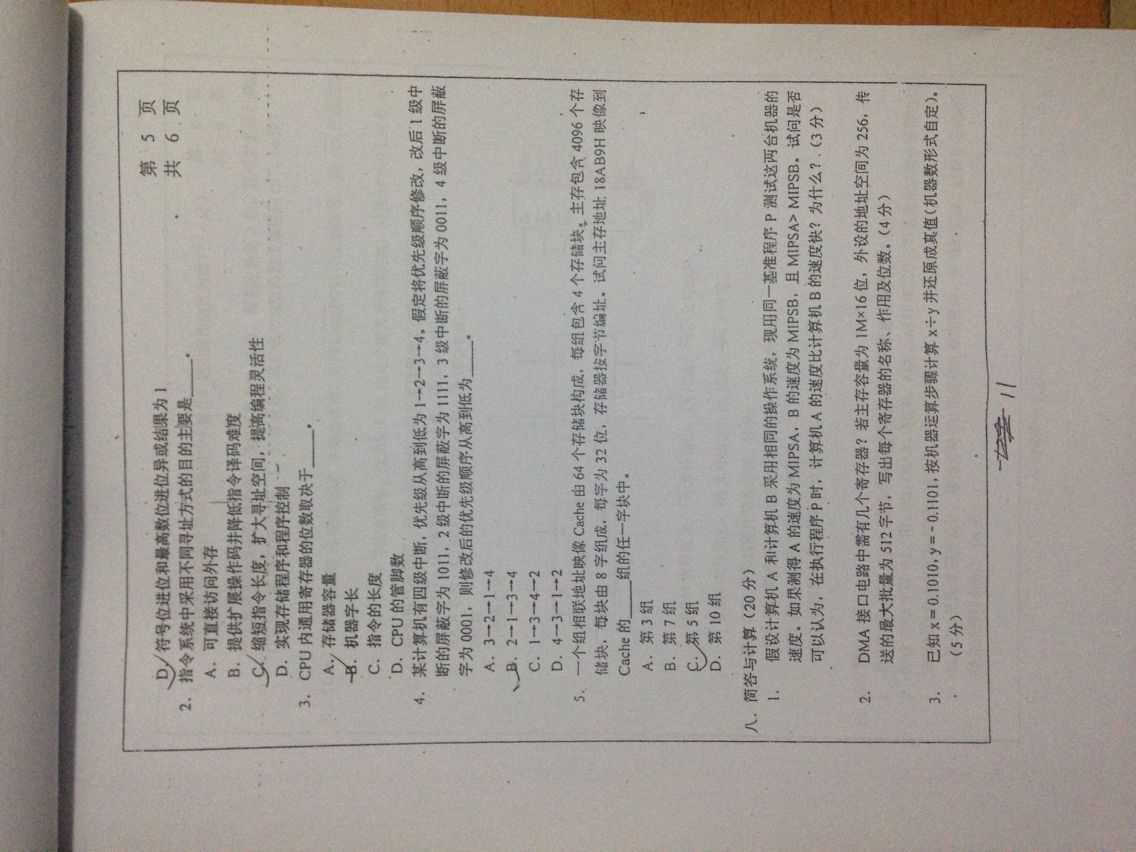 第 5 页
共 6 页
D. 符号位进位和最高数位进位异或结果为 1
2. 指令系统中采用不同寻址方式的目的主要是____。
A. 可直接访问外存
B. 提供扩展操作码并降低指令译码难度
C. 缩短指令长度，扩大寻址空间，提高编程灵活性
D. 实现存储程序和程序控制
3. CPU 内通用寄存器的位数取决于____。
A. 存储器容量
B. 机器字长
C. 指令的长度
D. CPU 的管脚数
4. 某计算机有四级中断，优先级从高到低为 1→2→3→4。假定将优先级顺序修改，改后 1 级中
断的屏蔽字为 1011，2 级中断的屏蔽字为 1111，3 级中断的屏蔽字为 0011，4 级中断的屏蔽
字为 0001，则修改后的优先级顺序从高到低为____。
A. 3→2→1→4
B. 2→1→3→4
C. 1→3→4→2
D. 4→3→1→2
5. 一个组相联地址映像 Cache 由 64 个存储块构成，每组包含 4 个存储块。主存包含 4096 个存
储块，每块由 8 字组成，每字为 32 位，存储器按字节编址。试问主存地址 18AB9H 映像到
Cache 的____组的任一字块中。
A. 第 3 组
B. 第 7 组
C. 第 5 组
D. 第 10 组
八、简答与计算（20 分）
1. 假设计算机 A 和计算机 B 采用相同的操作系统，现用同一基准程序 P 测试这两台机器的
速度。如果测得 A 的速度为 MIPSA，B 的速度为 MIPSB，且 MIPSA> MIPSB。试问是否
可以认为，在执行程序 P 时，计算机 A 的速度比计算机 B 的速度快？为什么？（3 分）
2. DMA 接口电路中需有几个寄存器？若主存容量为 1M×16 位，外设的地址空间为 256，传
送的最大批量为 512 字节，写出每个寄存器的名称、作用及位数。（4 分）
3. 已知 x = 0.1010, y = - 0.1101, 按机器运算步骤计算 x÷y 并还原成真值（机器数形式自定）。
（5 分）
11